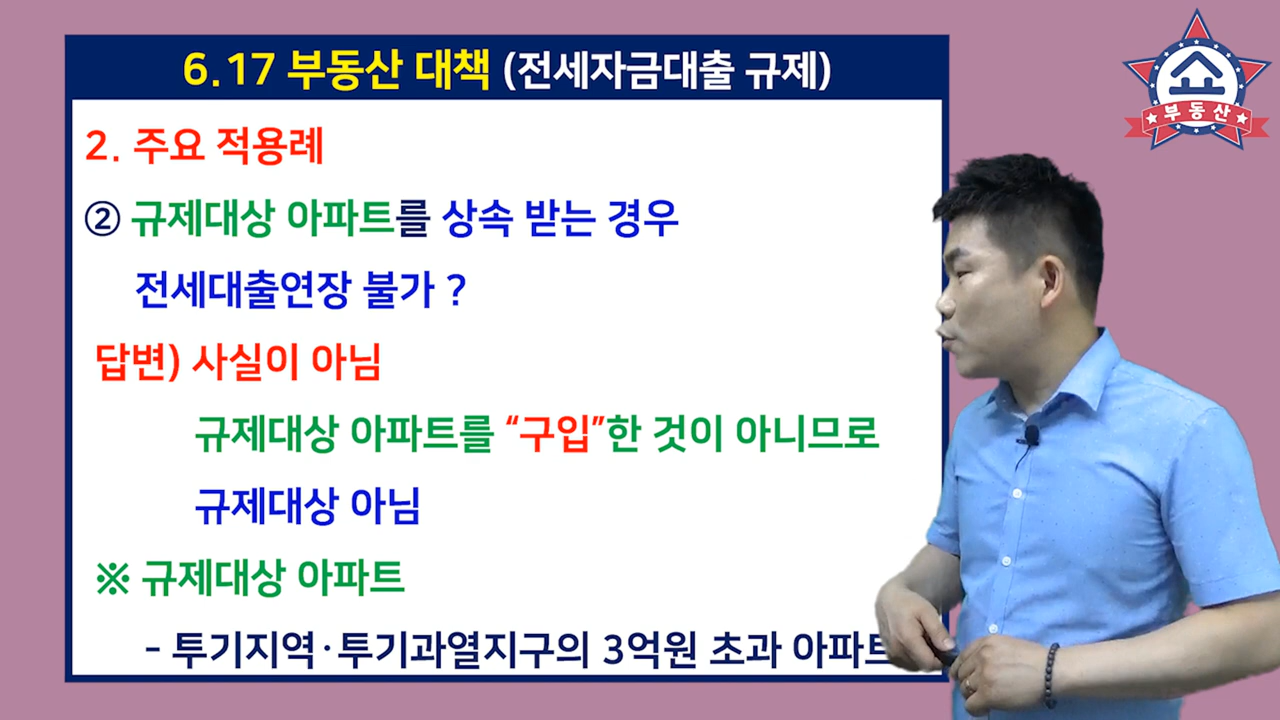 6.17 부동산 대책 (전세자금대출 규제)
2. 주요 적용례
② 규제대상 아파트를 상속 받는 경우
전세대출연장 불가 ?
답변) 사실이 아님
규제대상 아파트를 “구입”한 것이 아니므로
규제대상 아님
※ 규제대상 아파트
- 투기지역·투기과열지구의 3억원 초과 아파트
부동산